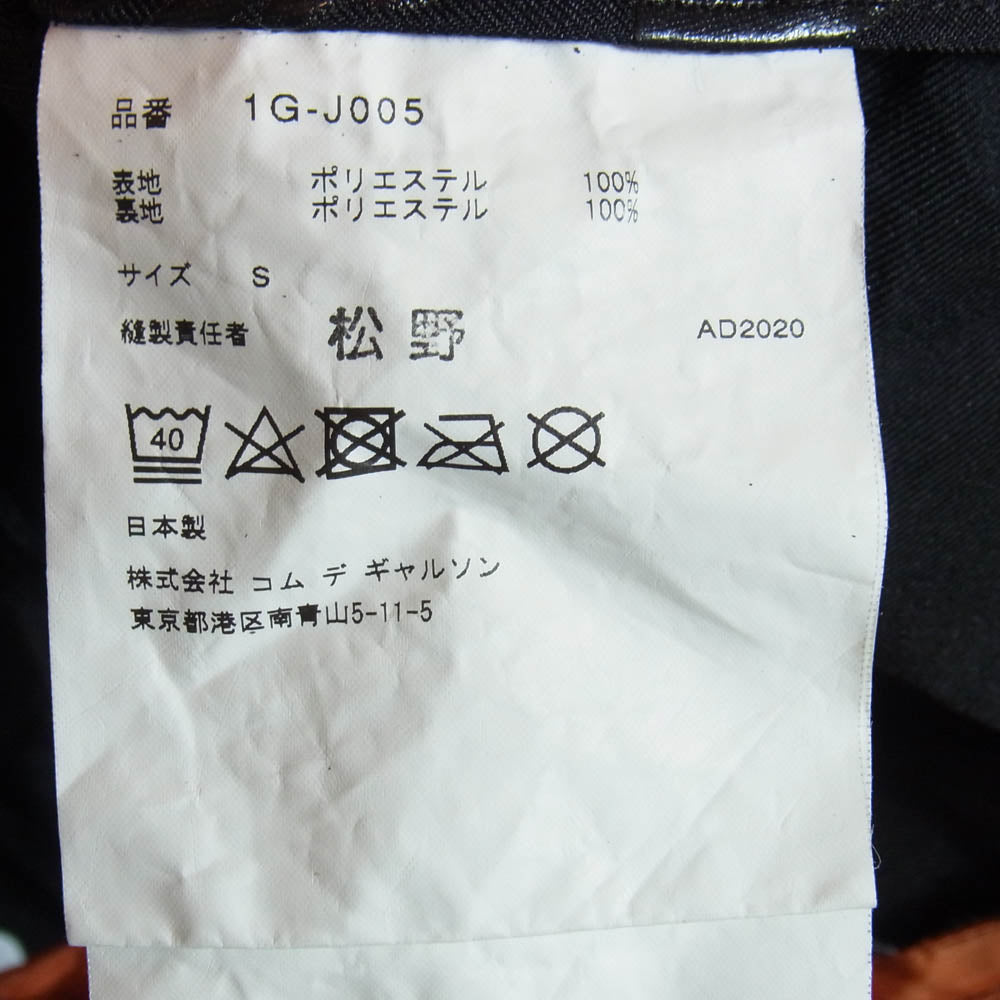 品番 1G-J005
表地 ポリエステル 100%
裏地 ポリエステル 100%
サイズ S
縫製責任者 松野 AD2020
40
日本製
株式会社 コム デ ギャルソン
東京都港区南青山5-11-5